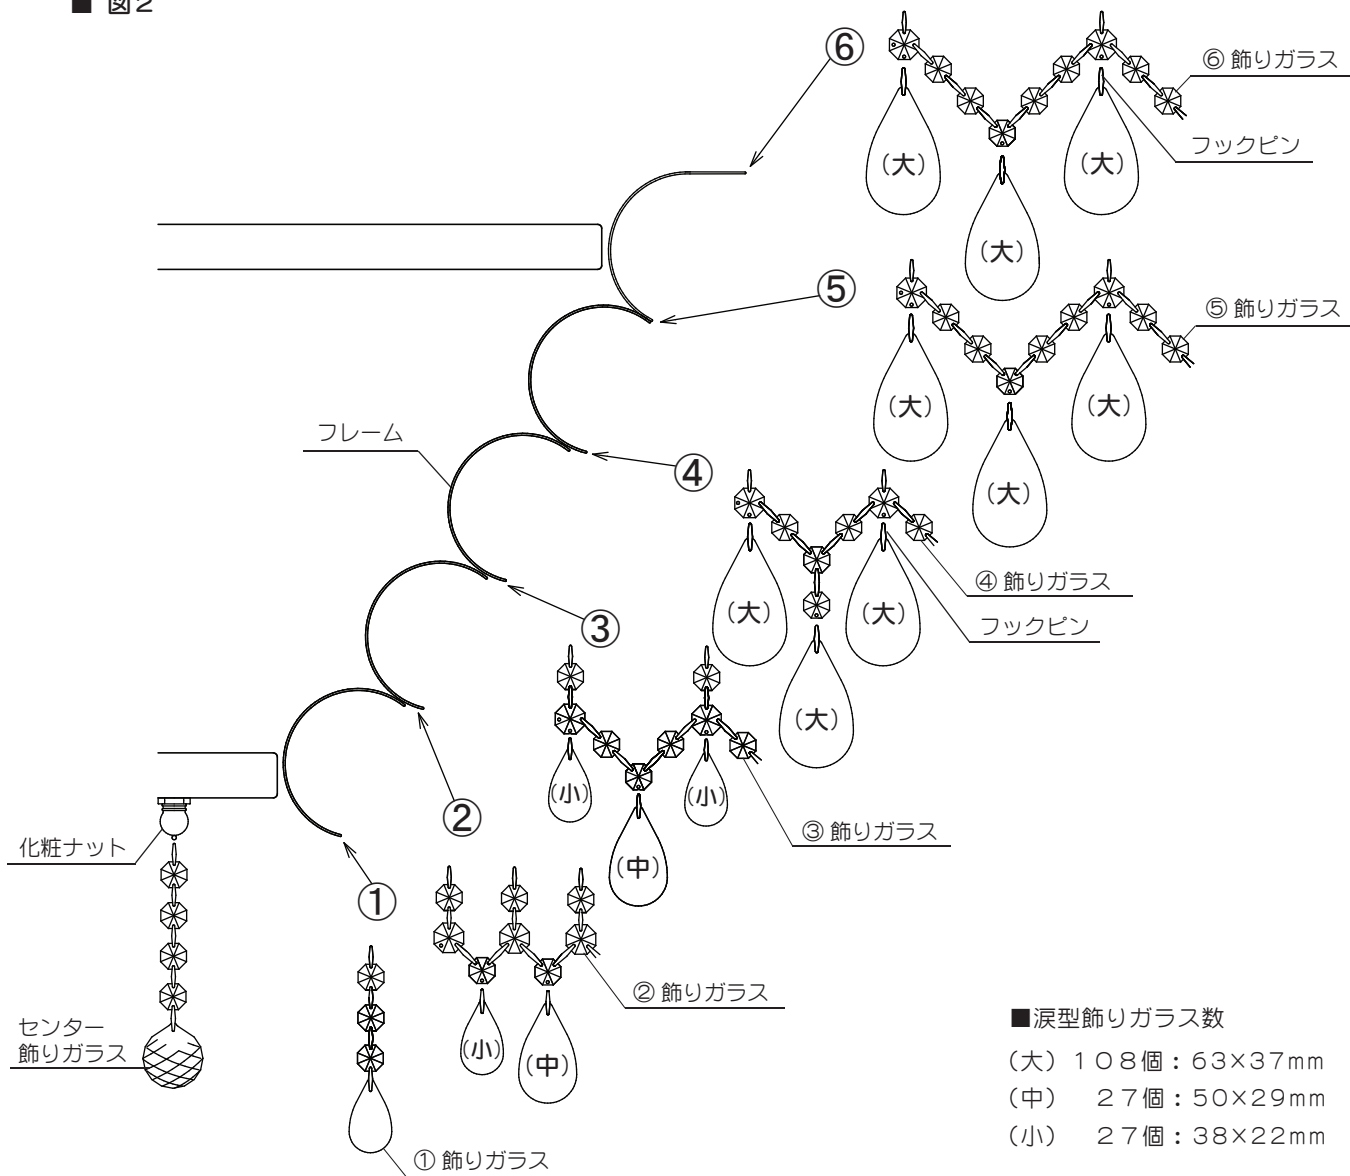 ■ 図2
⑥
⑥ 飾りガラス
フックピン
(大)
(大)
(大)
⑤
⑤ 飾りガラス
(大)
(大)
(大)
フレーム
④
④ 飾りガラス
フックピン
(大)
(大)
(大)
③
③ 飾りガラス
(小)
(小)
(中)
②
② 飾りガラス
(小)
(中)
化粧ナット
①
① 飾りガラス
センター
飾りガラス
■涙型飾りガラス数
(大) 108個：63×37mm
(中) 27個：50×29mm
(小) 27個：38×22mm